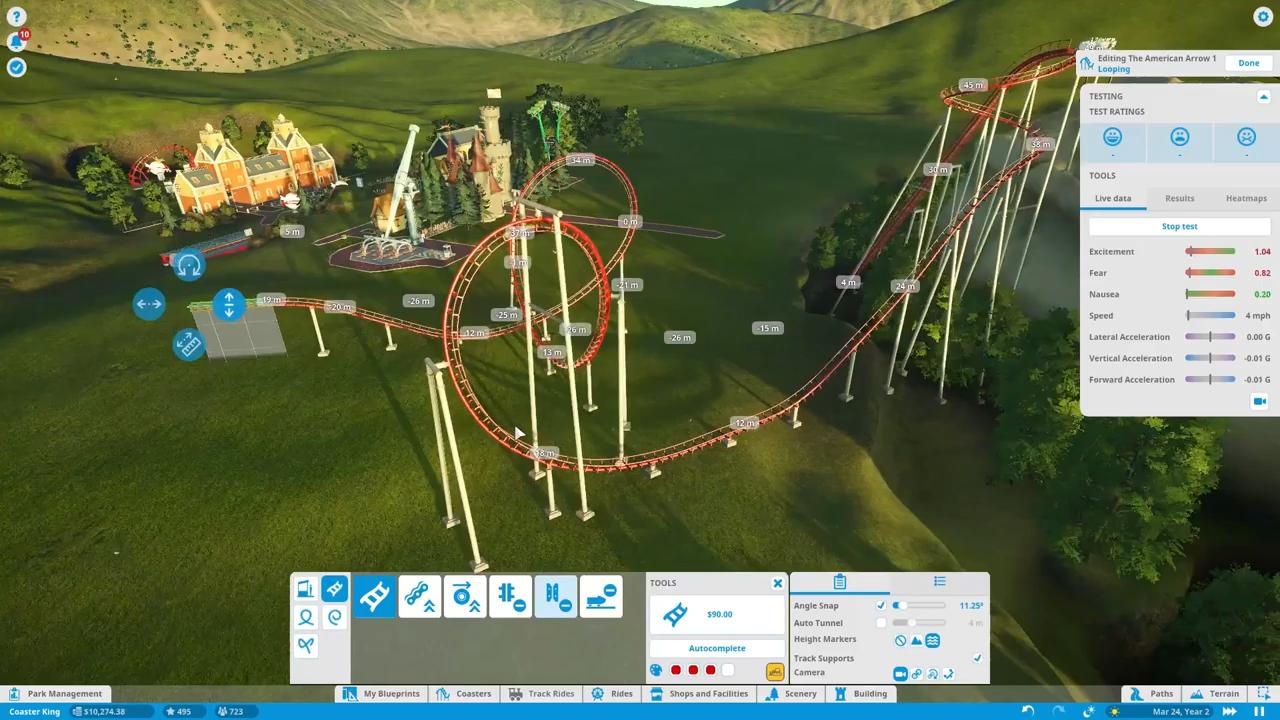 ?
10
Editing The American Arrow 1
Looping
Done
TESTING
TEST RATINGS
-
-
-
TOOLS
Live data
Results
Heatmaps
Stop test
Excitement
1.04
Fear
0.82
Nausea
0.20
Speed
4 mph
Lateral Acceleration
0.00 G
Vertical Acceleration
-0.01 G
Forward Acceleration
-0.01 G
45 m
38 m
34 m
30 m
0 m
5 m
4 m
24 m
-21 m
19 m
-26 m
-25 m
12 m
-26 m
-15 m
13 m
12 m
TOOLS
$90.00
Autocomplete
Angle Snap
11.25°
Auto Tunnel
4 m
Height Markers
Track Supports
Camera
Park Management
My Blueprints
Coasters
Track Rides
Rides
Shops and Facilities
Scenery
Building
Paths
Terrain
Coaster King
$10,274.38
495
723
Mar 24, Year 2